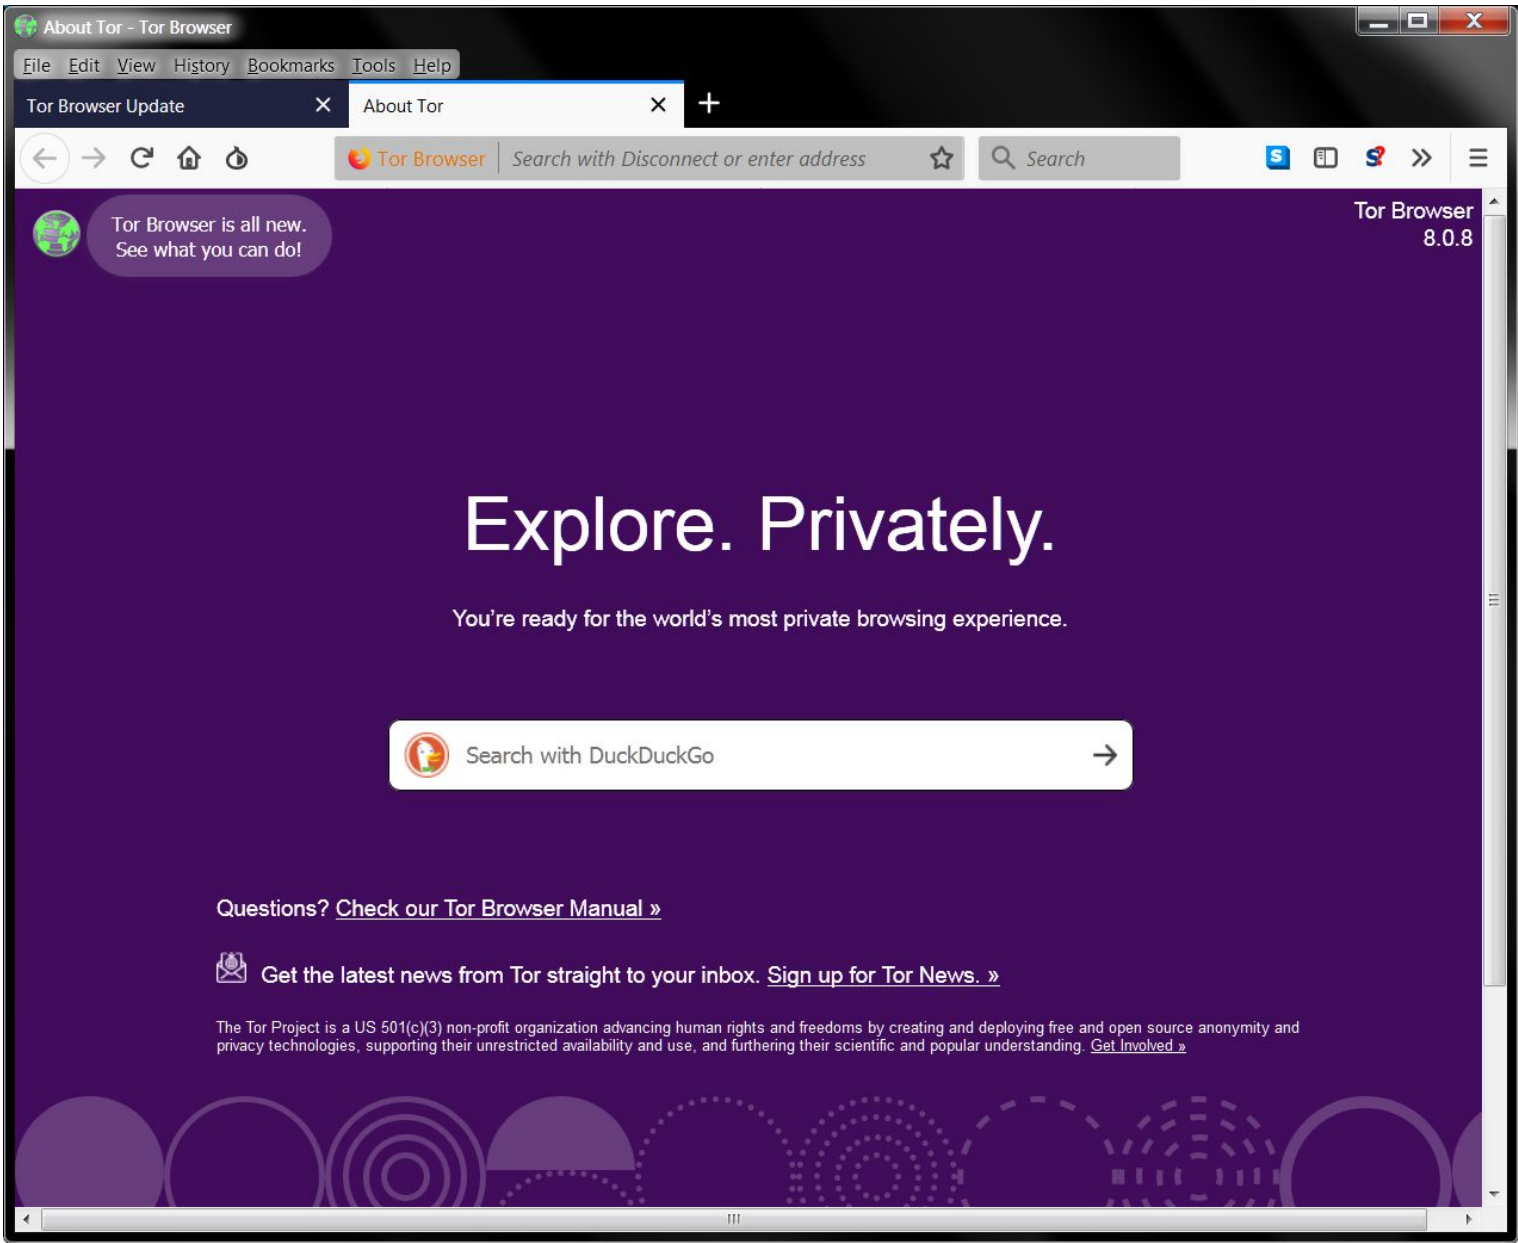 About Tor - Tor Browser
File Edit View History Bookmarks Tools Help
Tor Browser Update
About Tor
Tor Browser
Search with Disconnect or enter address
Search
S
S?
Tor Browser is all new.
See what you can do!
Tor Browser
8.0.8
Explore. Privately.
You’re ready for the world’s most private browsing experience.
Search with DuckDuckGo
Questions? Check our Tor Browser Manual »
Get the latest news from Tor straight to your inbox. Sign up for Tor News. »
The Tor Project is a US 501(c)(3) non-profit organization advancing human rights and freedoms by creating and deploying free and open source anonymity and
privacy technologies, supporting their unrestricted availability and use, and furthering their scientific and popular understanding. Get Involved »